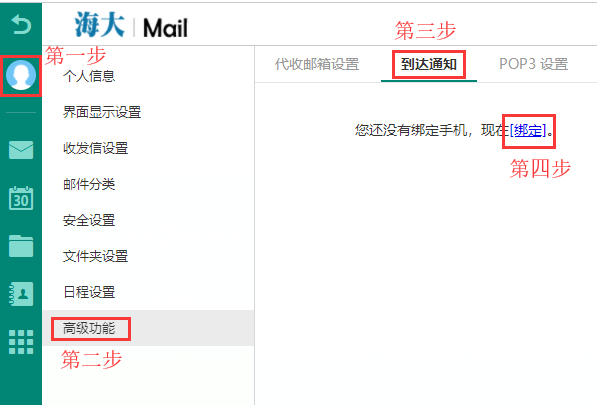 海大 Mail
第一步
第三步
个人信息
代收邮箱设置 到达通知 POP3 设置
界面显示设置
您还没有绑定手机，现在[绑定]。
收发信设置
第四步
邮件分类
30
安全设置
文件夹设置
日程设置
高级功能
第二步